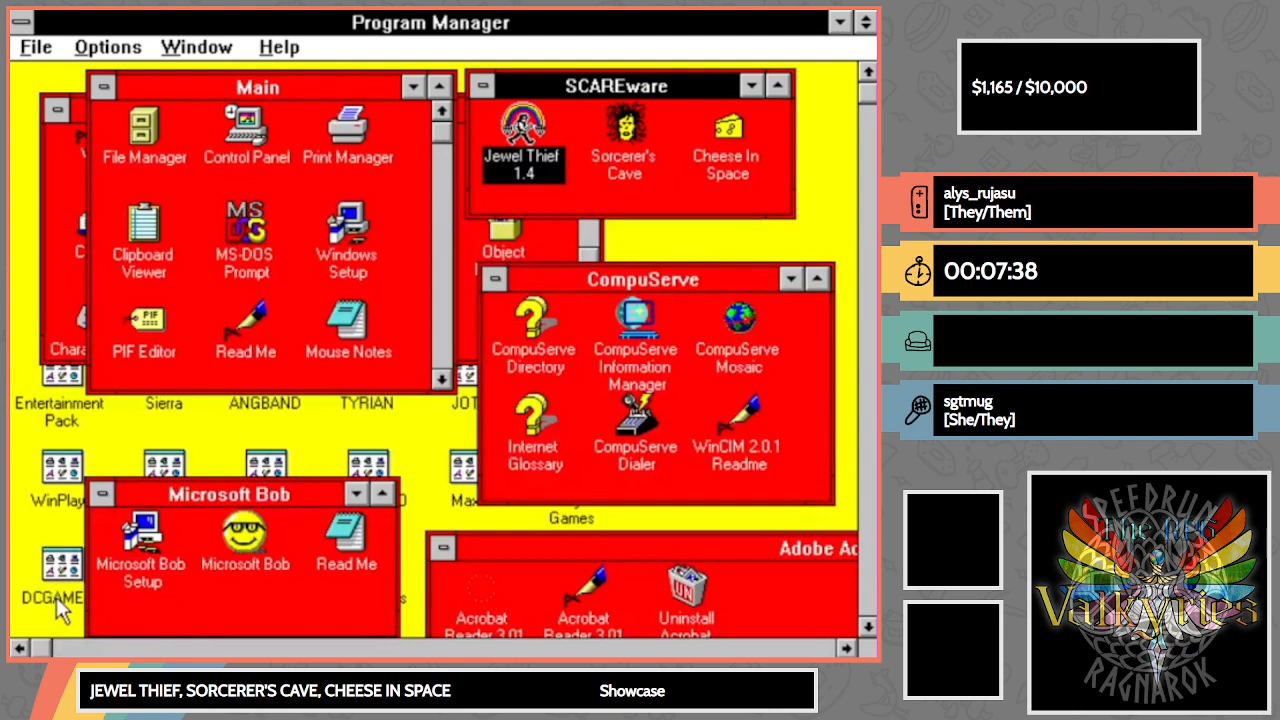 Program Manager
File Options Window Help
Main
File Manager Control Panel Print Manager
Clipboard Viewer
MS-DOS Prompt
Windows Setup
PIF Editor Read Me Mouse Notes
SCAREware
Jewel Thief 1.4
Sorcerer's Cave
Cheese In Space
Object
CompuServe
CompuServe Directory
CompuServe Information Manager
CompuServe Mosaic
Internet Glossary
CompuServe Dialer
WinCIM 2.0.1 Readme
Entertainment Pack
Sierra
ANGBAND
TYRIAN
WinPlay
Games
Microsoft Bob
Microsoft Bob Setup
Microsoft Bob
Read Me
DCGAME
Adobe Ac
Acrobat Reader 3.01
Acrobat Reader 3.01
Uninstall Acrobat
$1,165 / $10,000
alys_rujasu
[They/Them]
00:07:38
sgtmug
[She/They]
JEWEL THIEF, SORCERER'S CAVE, CHEESE IN SPACE
Showcase
SPEEDRUN
The RPG
Valkyries
RAGNAROK